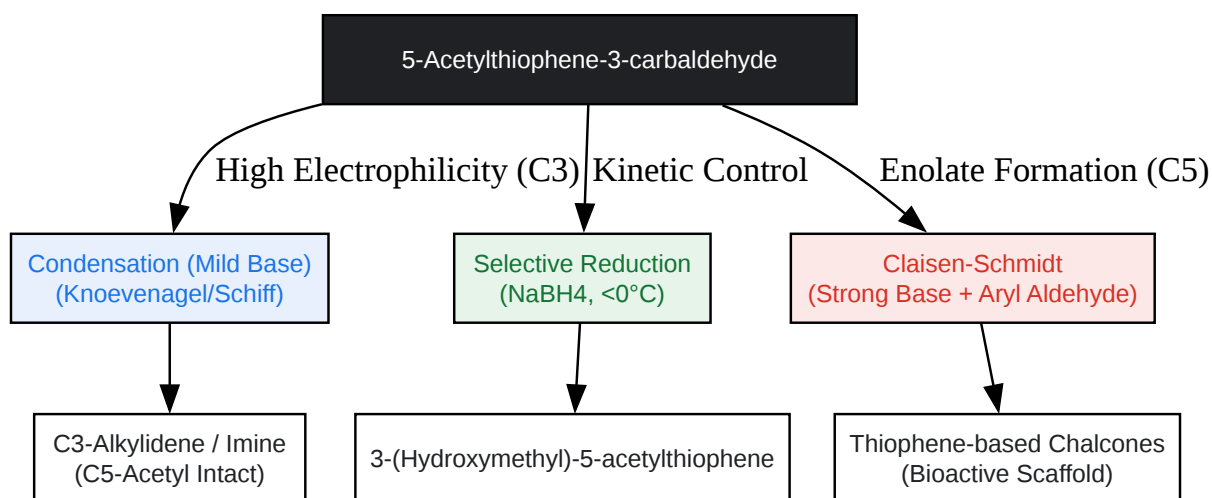 5-Acetylthiophene-3-carbaldehyde
High Electrophilicity (C3)
Kinetic Control
Enolate Formation (C5)
Condensation (Mild Base)
(Knoevenagel/Schiff)
Selective Reduction
(NaBH4, <0°C)
Claisen-Schmidt
(Strong Base + Aryl Aldehyde)
C3-Alkylidene / Imine
(C5-Acetyl Intact)
3-(Hydroxymethyl)-5-acetylthiophene
Thiophene-based Chalcones
(Bioactive Scaffold)